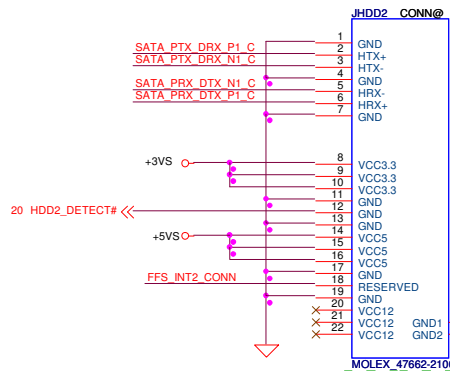 JHDD2 CONN@
1 GND
SATA_PTX_DRX_P1_C 2 HTX+
SATA_PTX_DRX_N1_C 3 HTX-
4 GND
SATA_PRX_DTX_N1_C 5 HRX-
SATA_PRX_DTX_P1_C 6 HRX+
7 GND
+3VS 8 VCC3.3
9 VCC3.3
10 VCC3.3
11 GND
20 HDD2_DETECT# 12 GND
13 GND
+5VS 14 VCC5
15 VCC5
16 VCC5
17 GND
FFS_INT2_CONN 18 RESERVED
19 GND
20 VCC12
21 VCC12 GND1
22 VCC12 GND2